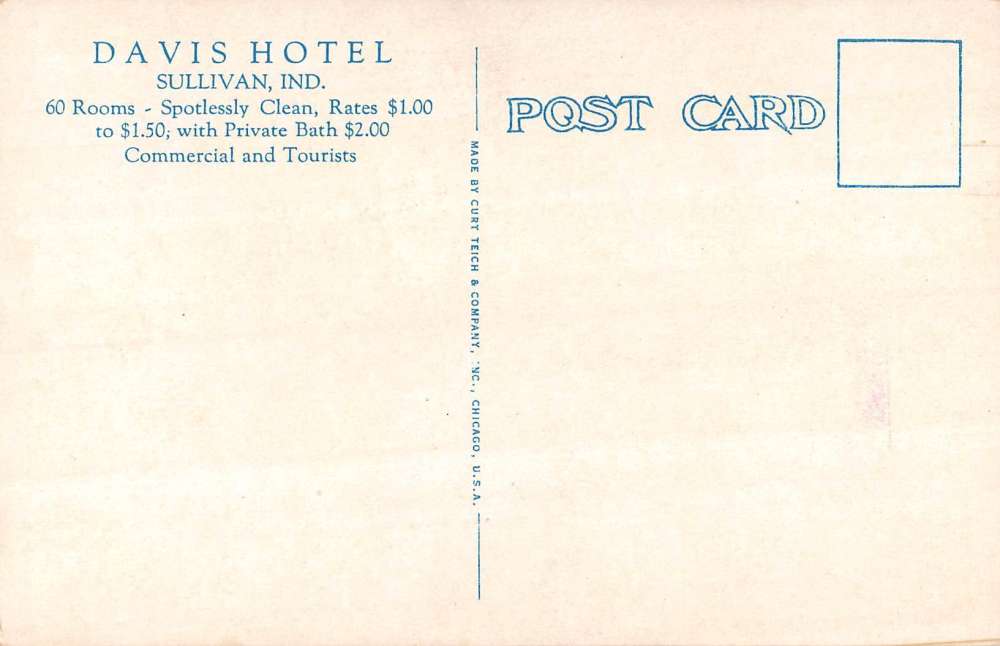 DAVIS HOTEL
SULLIVAN, IND.
60 Rooms - Spotlessly Clean, Rates $1.00
to $1.50; with Private Bath $2.00
Commercial and Tourists
POST CARD
MADE BY CURT TEICH & COMPANY, INC., CHICAGO, U.S.A.